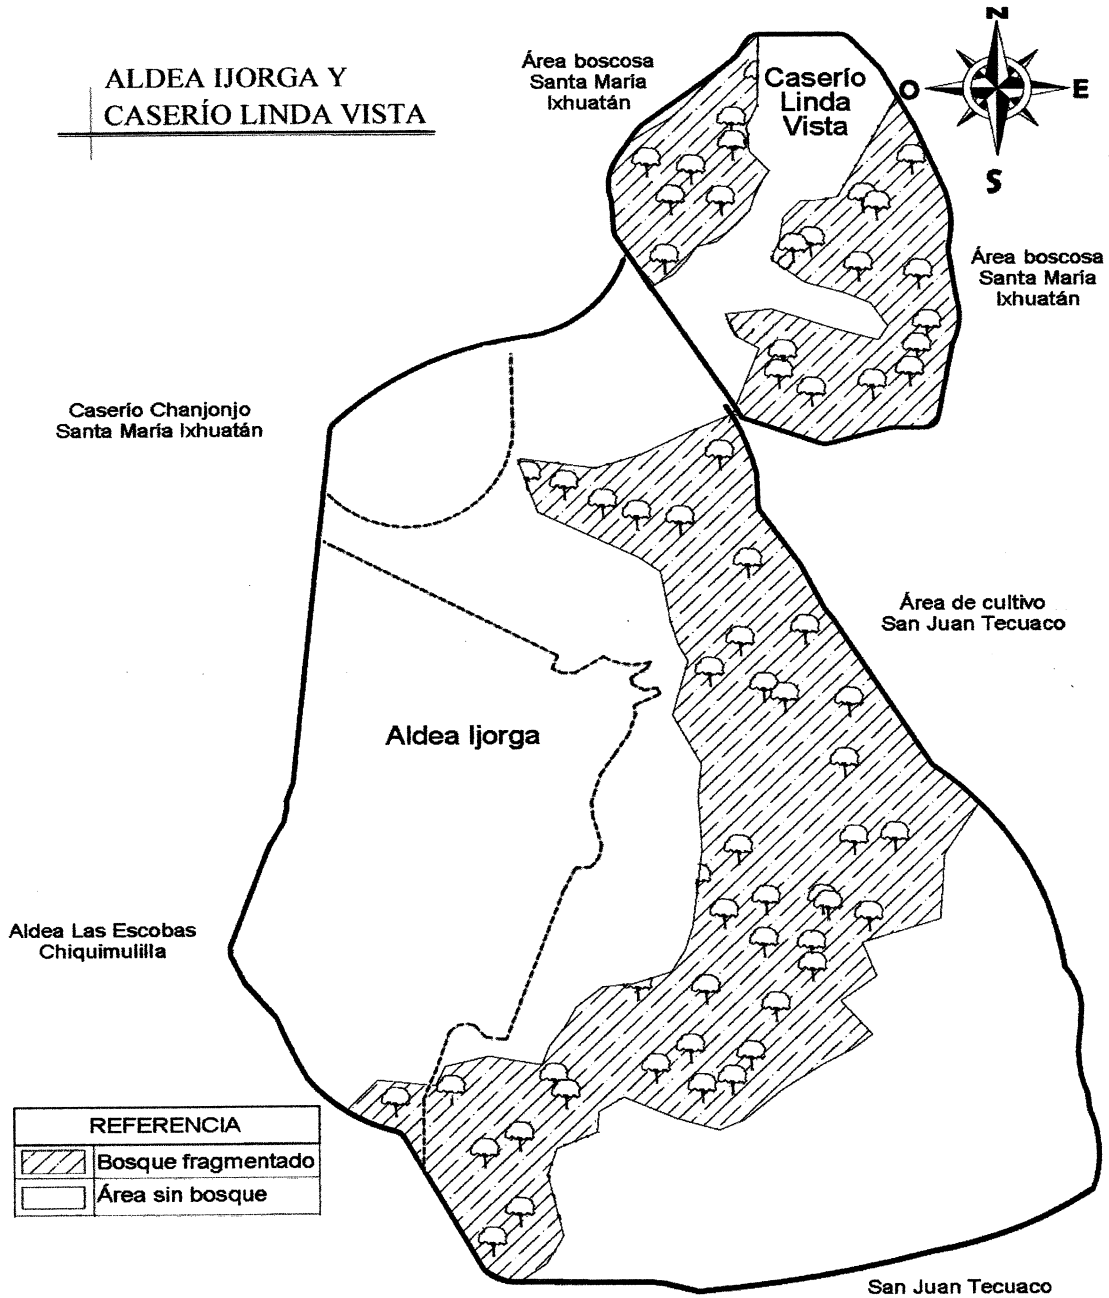 ALDEA IJORGA Y
CASERÍO LINDA VISTA
Área boscosa
Santa María
Ixhuatán
Caserío
Linda
Vista
N
O
E
S
Área boscosa
Santa María
Ixhuatán
Caserío Chanjonjo
Santa María Ixhuatán
Área de cultivo
San Juan Tecuaco
Aldea Ijorga
Aldea Las Escobas
Chiquimulilla
REFERENCIA
Bosque fragmentado
Área sin bosque
San Juan Tecuaco